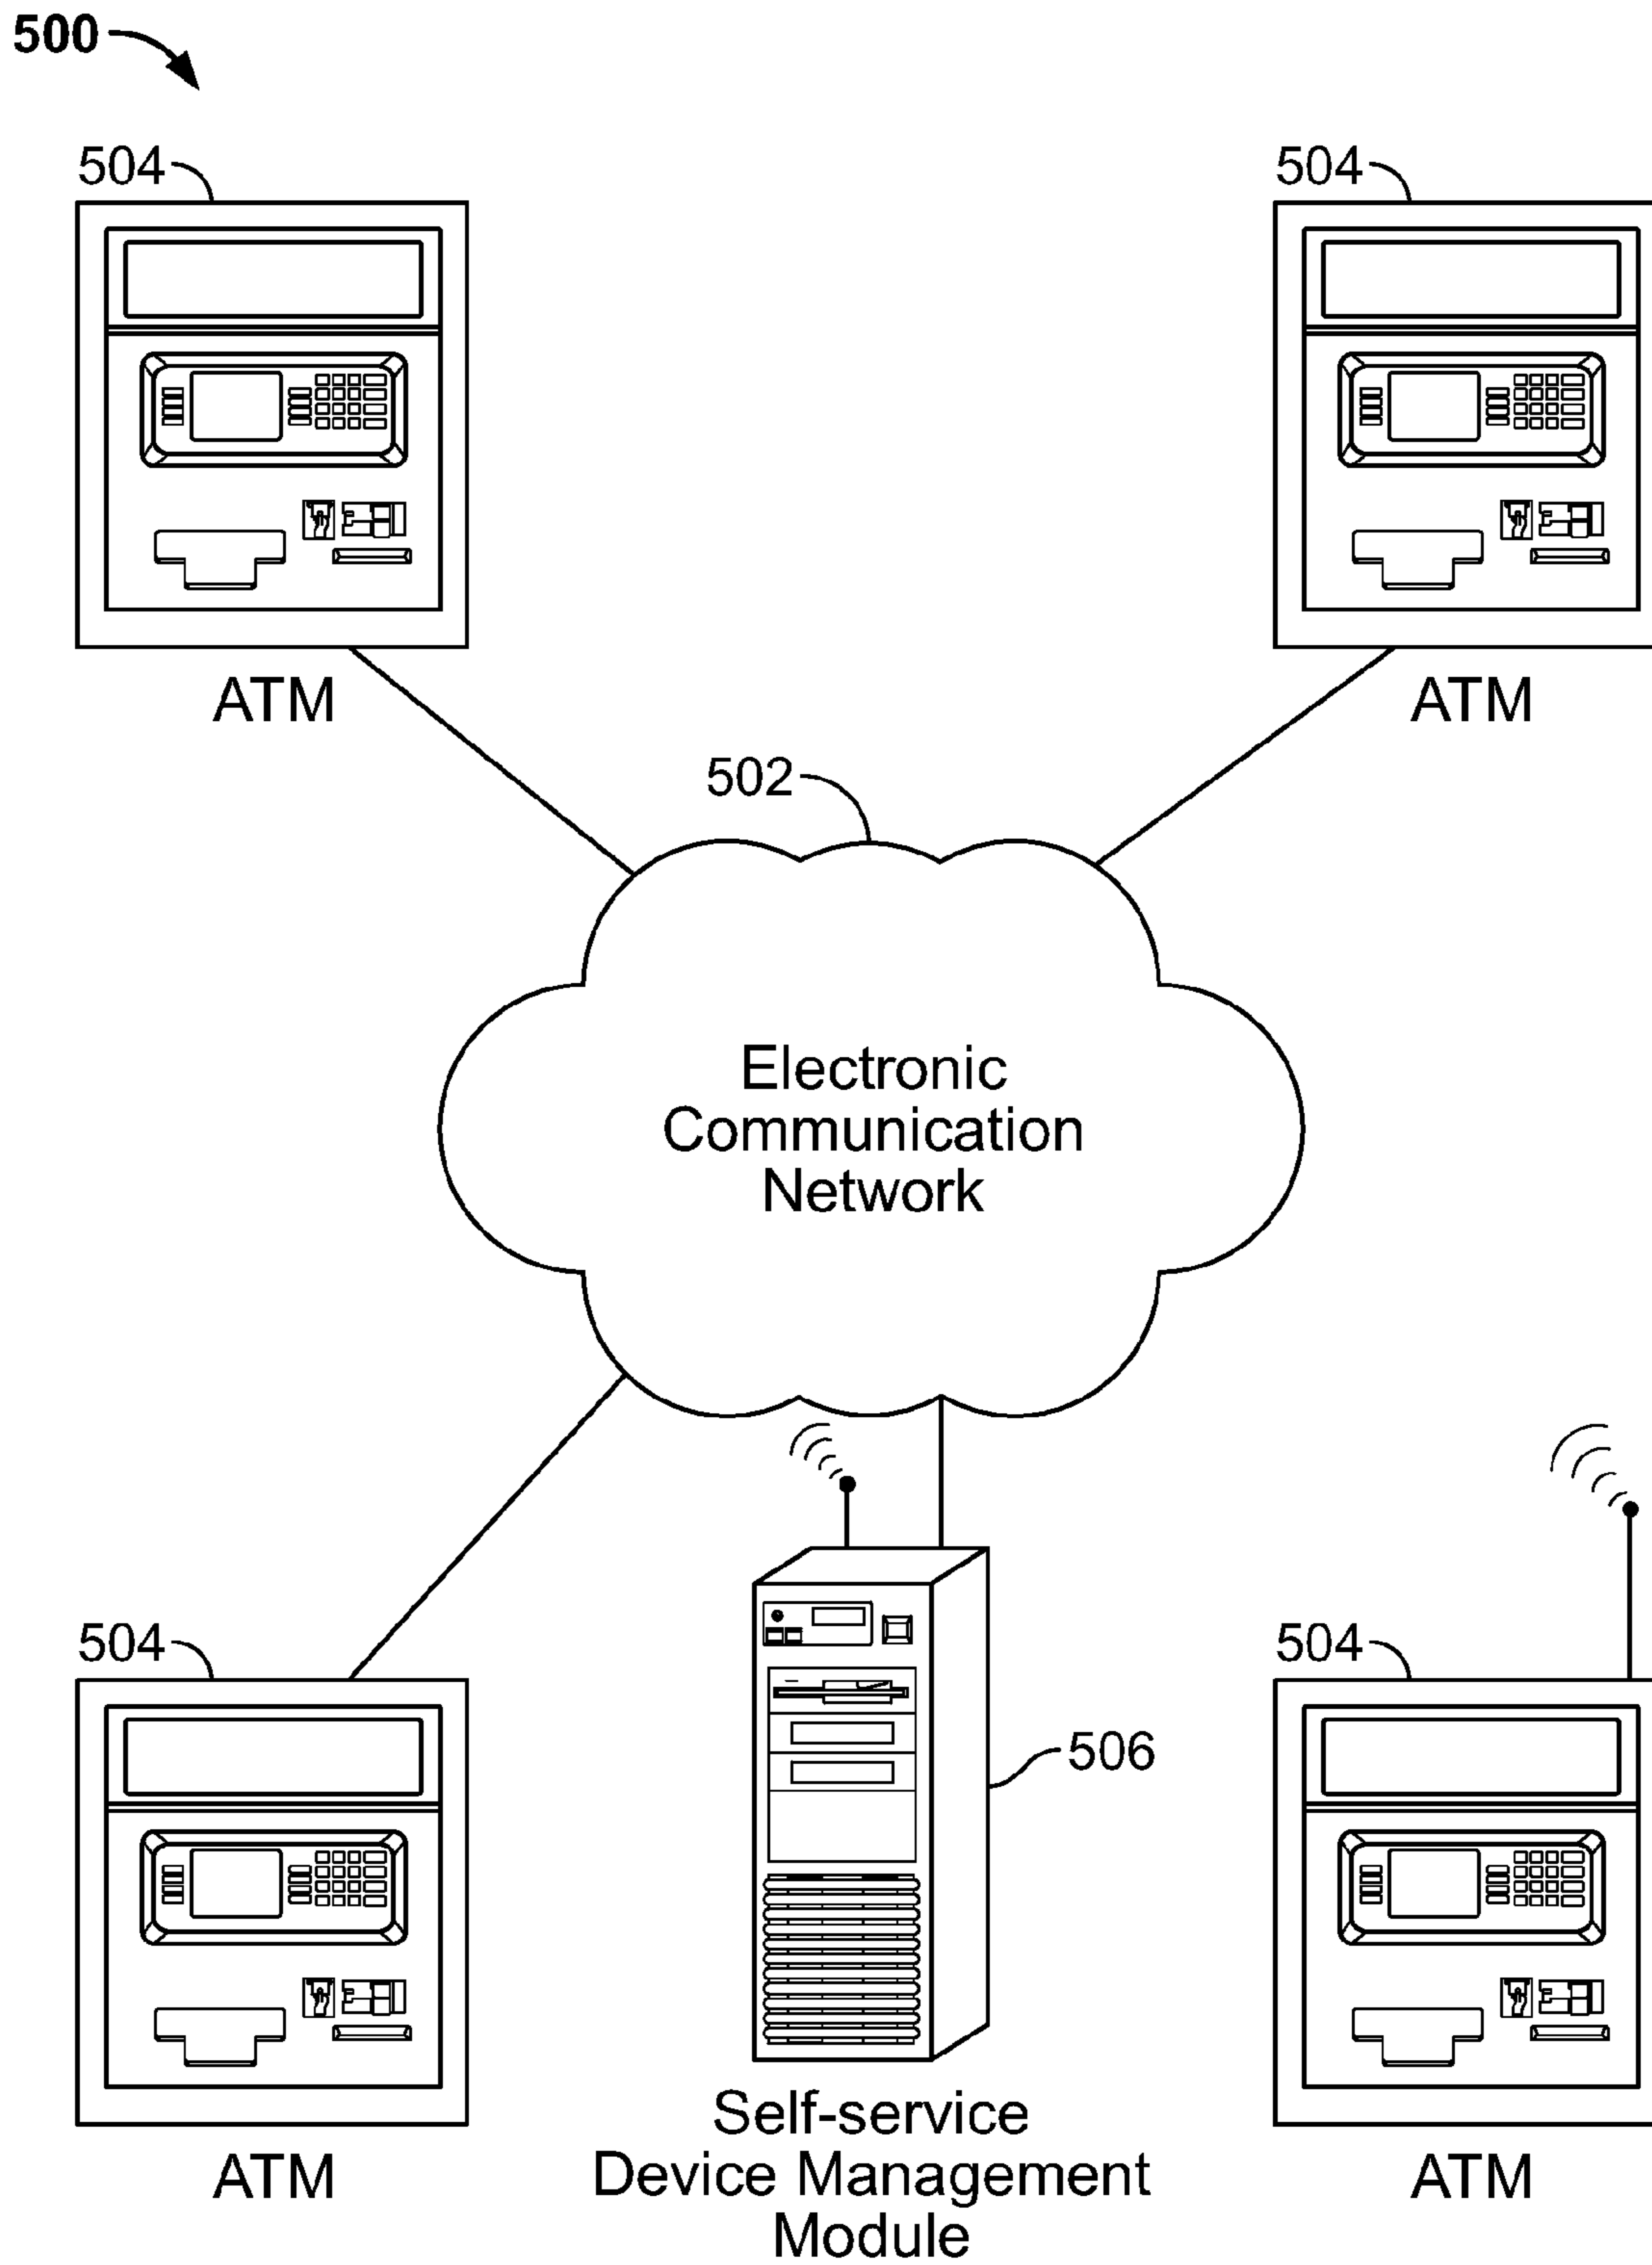 500
504
504
ATM
ATM
502
Electronic
Communication
Network
504
504
506
ATM
Self-service
Device Management
Module
ATM